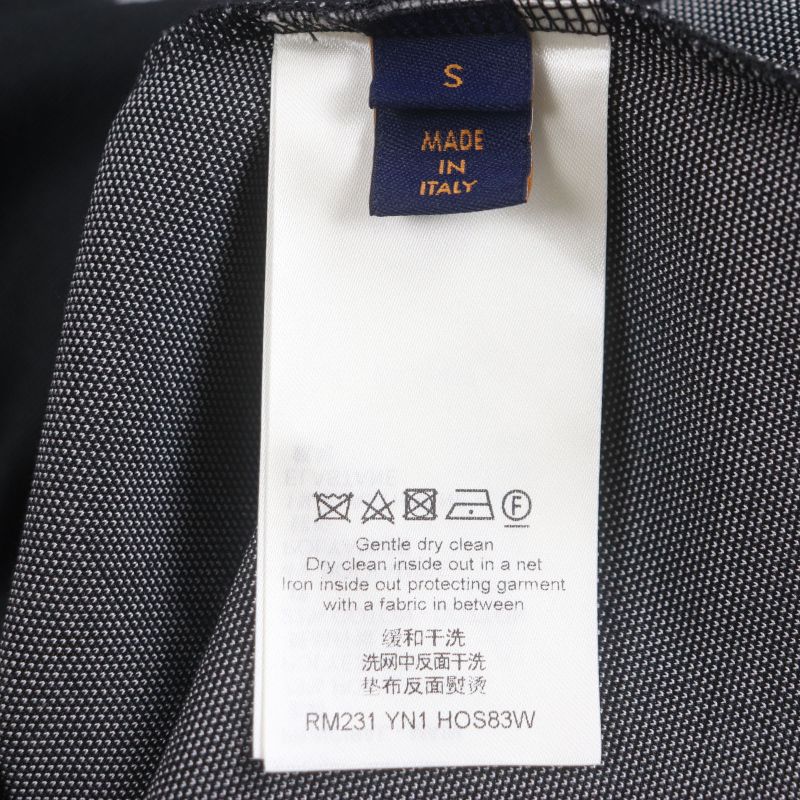 S
MADE
IN
ITALY
F
Gentle dry clean
Dry clean inside out in a net
Iron inside out protecting garment
with a fabric in between
缓和干洗
洗网中反面干洗
垫布反面熨烫
RM231 YN1 HOS83W